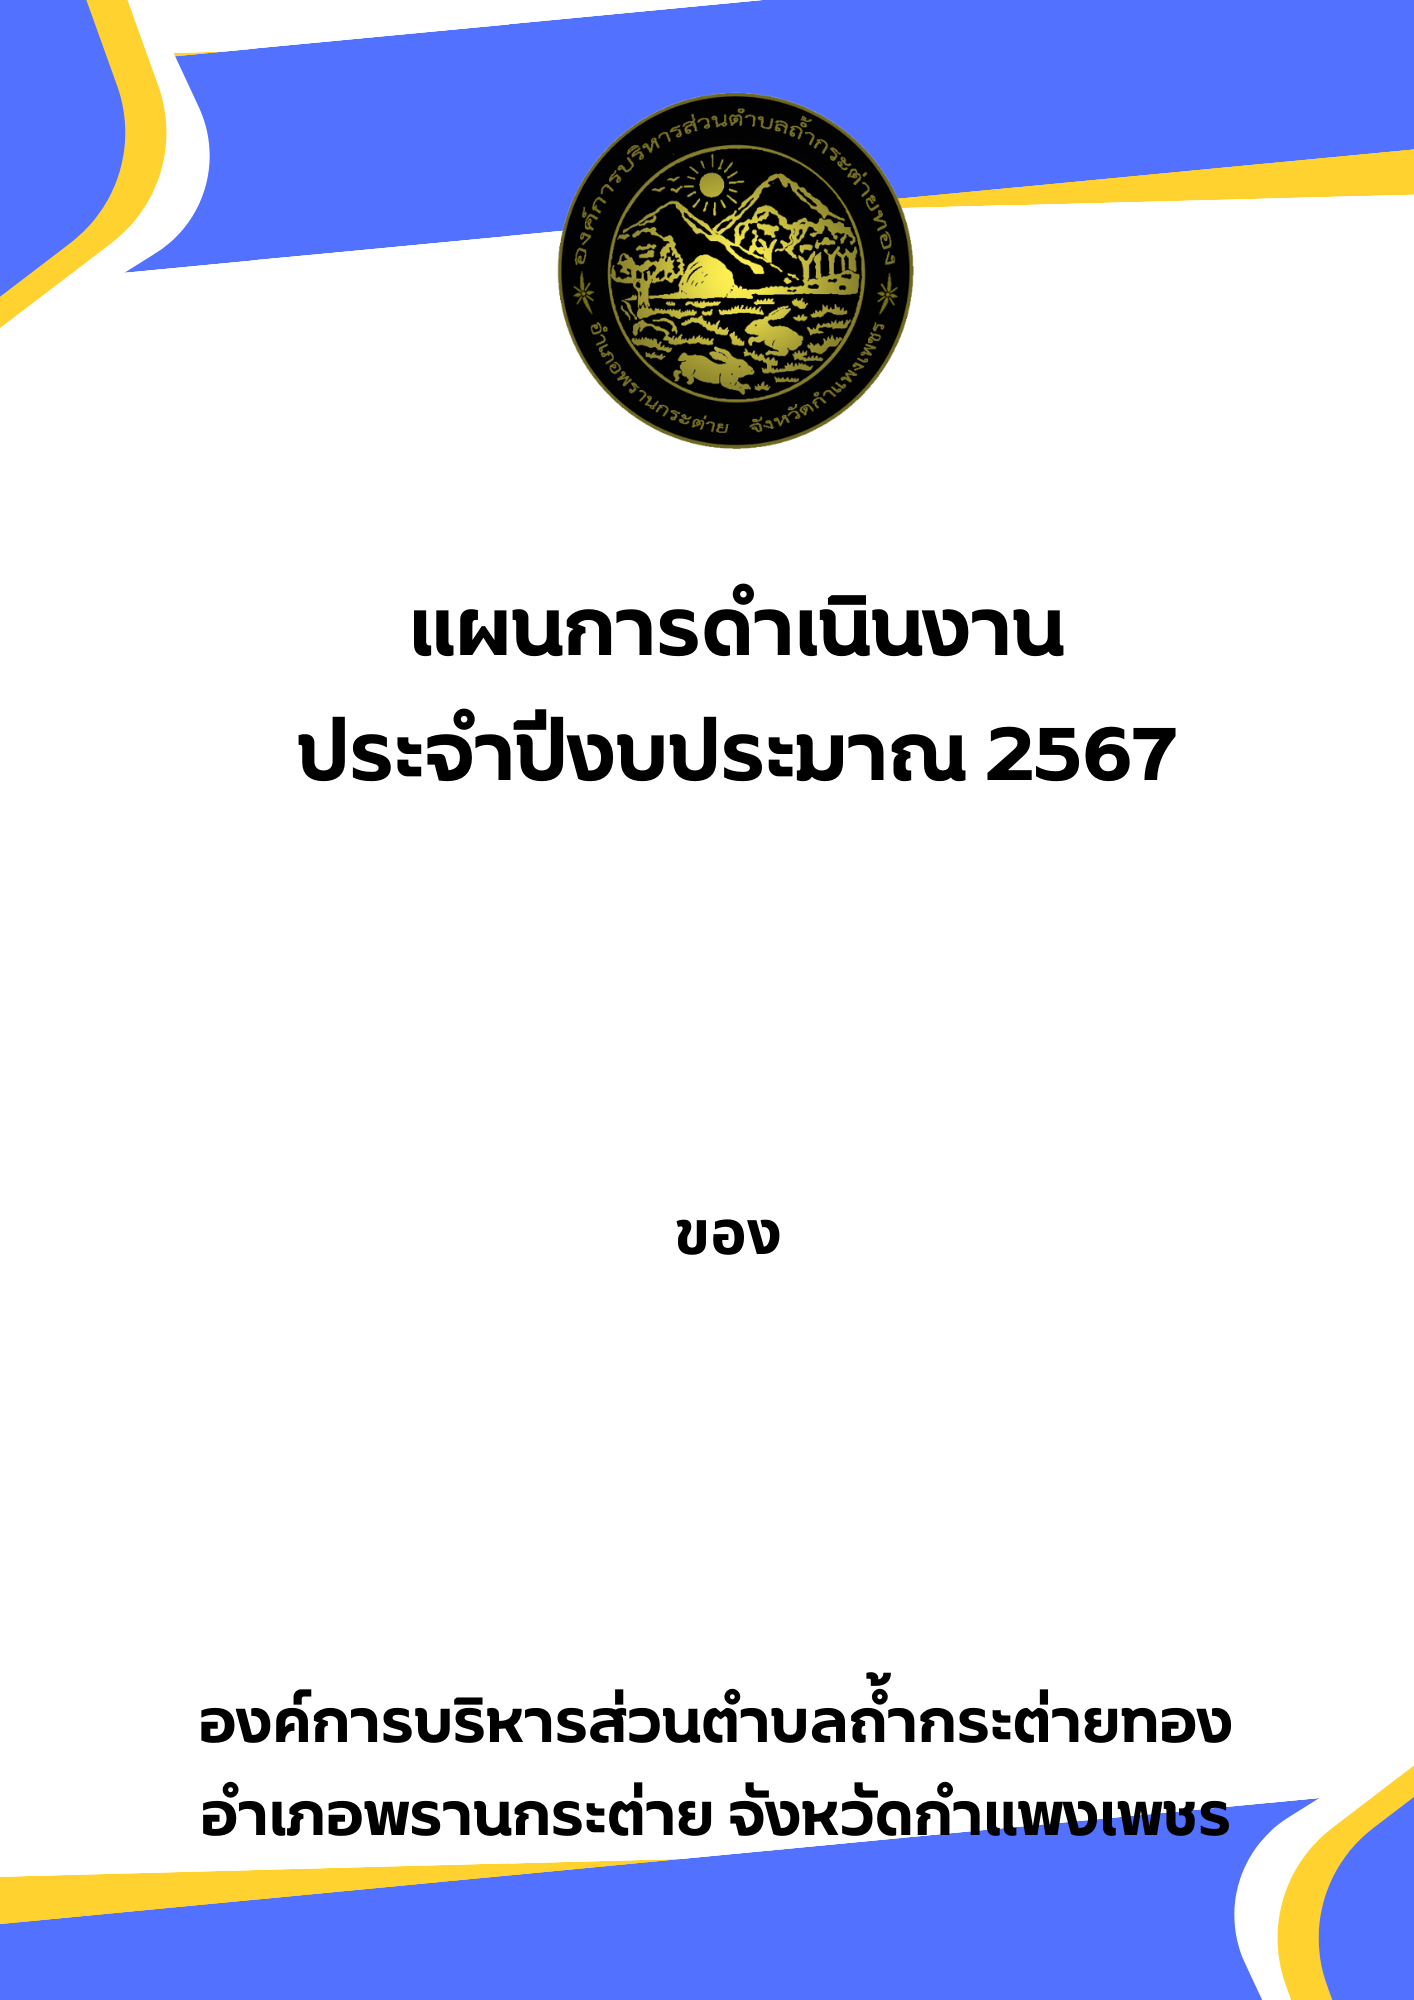 องค์การบริหารส่วนตำบลถ้ำกระต่ายทอง
อำเภอพรานกระต่าย จังหวัดกำแพงเพชร
แผนการดำเนินงาน
ประจำปีงบประมาณ 2567
ของ
องค์การบริหารส่วนตำบลถ้ำกระต่ายทอง
อำเภอพรานกระต่าย จังหวัดกำแพงเพชร